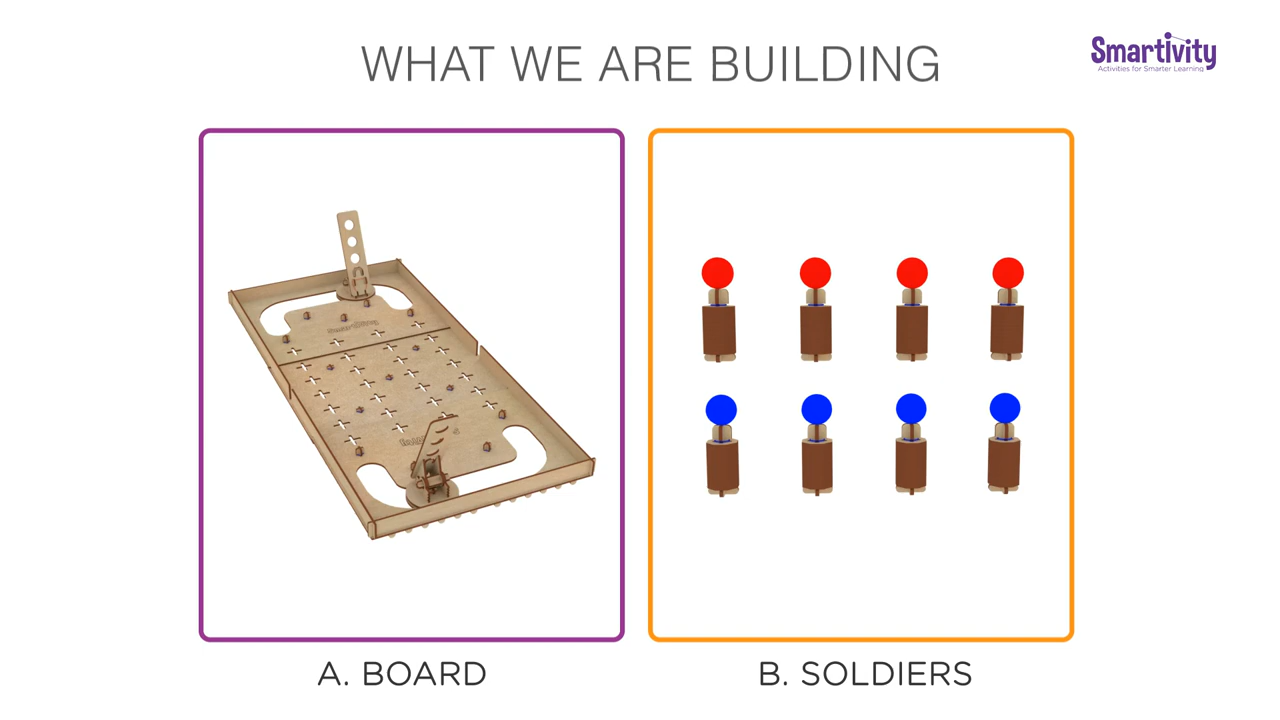 WHAT WE ARE BUILDING
Smartivity
Activities for Smarter Learning
A. BOARD
B. SOLDIERS